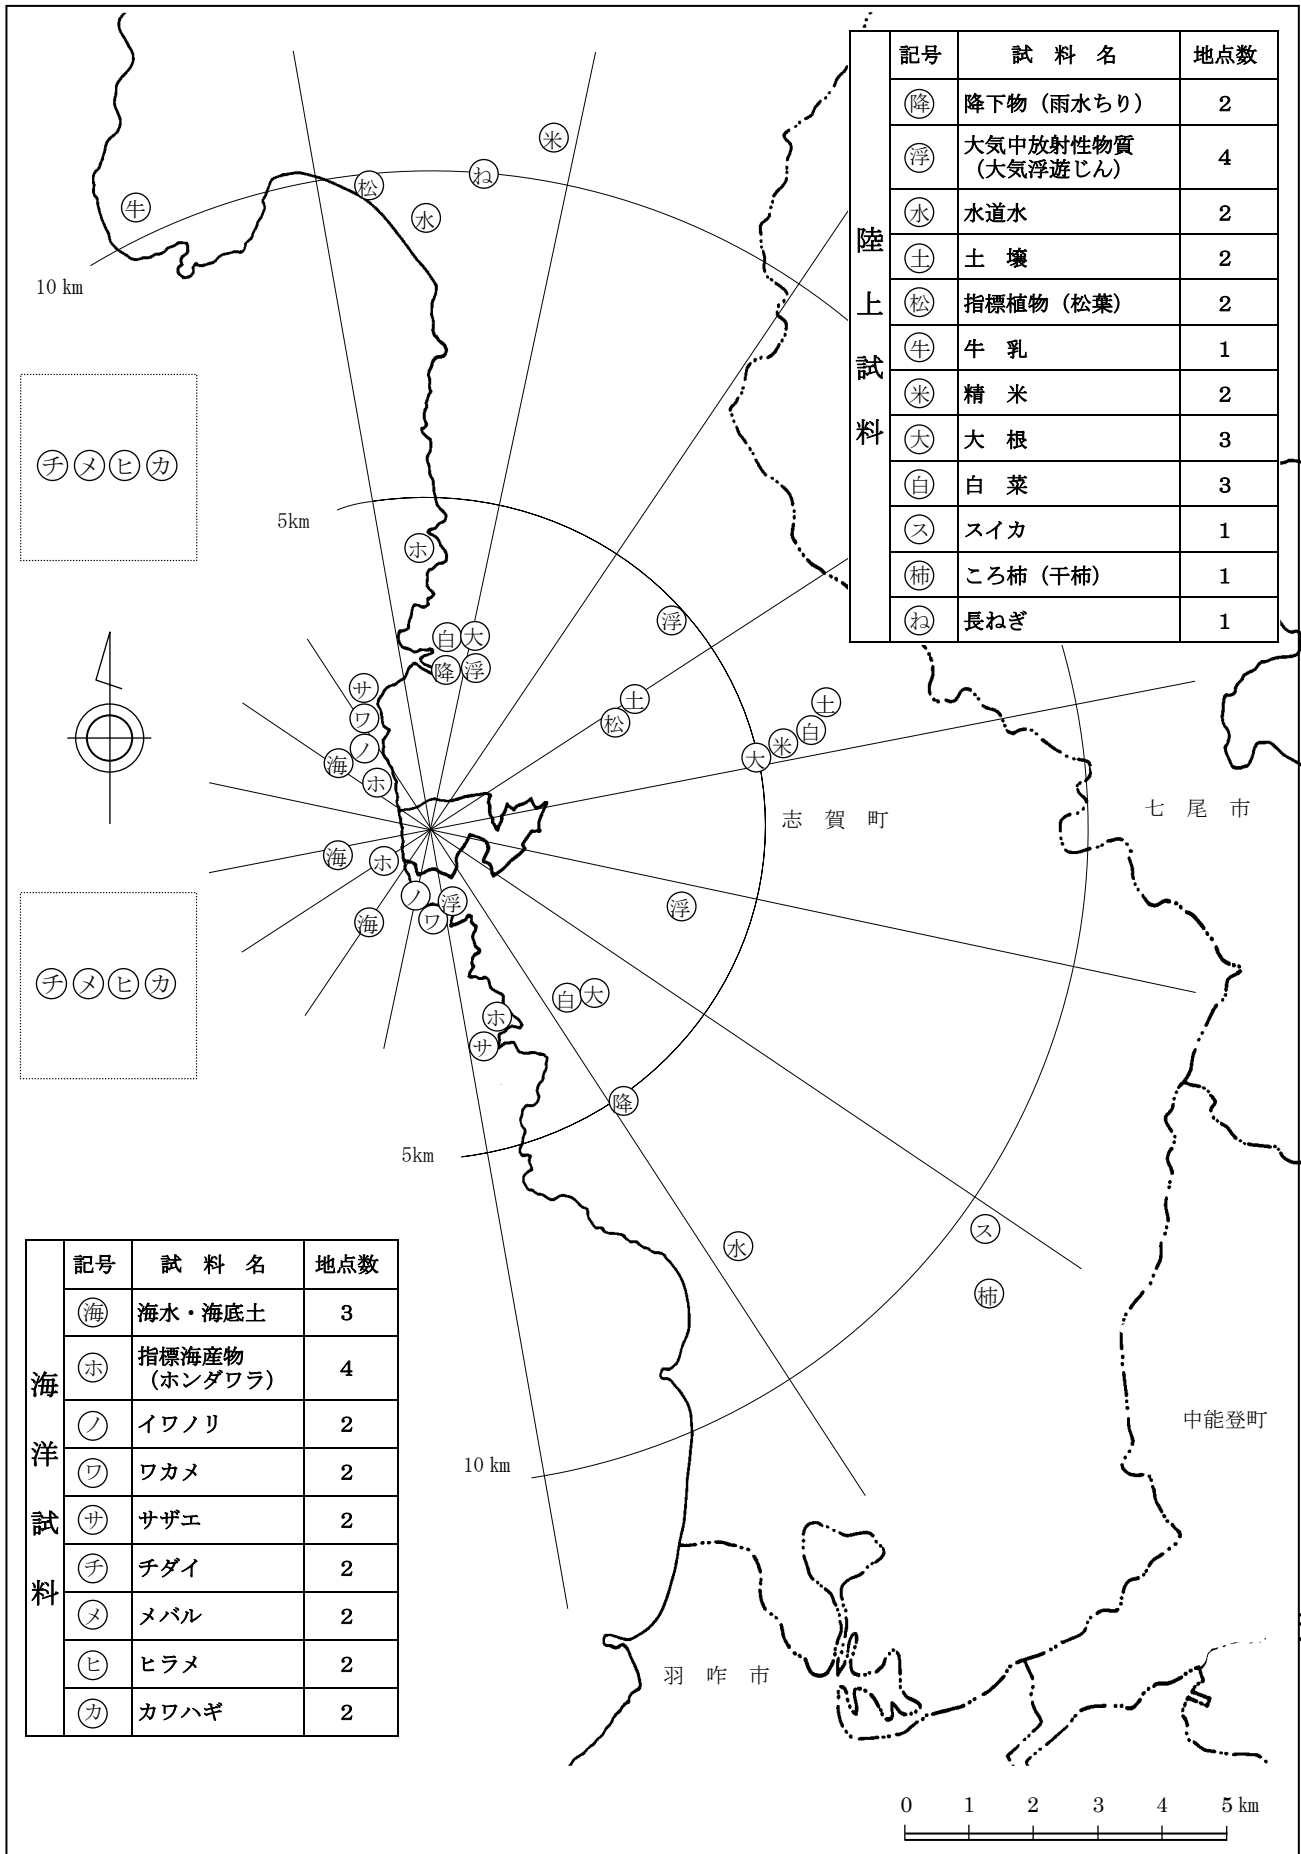 記号 試料名 地点数
陸上試料
降 降下物（雨水ちり） 2
浮 大気中放射性物質
（大気浮遊じん） 4
水 水道水 2
土 土壌 2
松 指標植物（松葉） 2
牛 牛乳 1
米 精米 2
大 大根 3
白 白菜 3
ス スイカ 1
柿 ころ柿（干柿） 1
ね 長ねぎ 1
米
ね
松
牛
水
10 km
チメヒカ
5km
ホ
浮
白大
降浮
サ
ワ
ノ
海
ホ
土
松
土
白
米
大
志賀町
七尾市
海
ホ
ノ
浮
ワ
海
浮
チメヒカ
白大
ホ
サ
降
5km
ス
水
柿
中能登町
10 km
羽咋市
記号 試料名 地点数
海洋試料
海 海水・海底土 3
ホ 指標海産物
（ホンダワラ） 4
ノ イワノリ 2
ワ ワカメ 2
サ サザエ 2
チ チダイ 2
メ メバル 2
ヒ ヒラメ 2
カ カワハギ 2
0 1 2 3 4 5 km